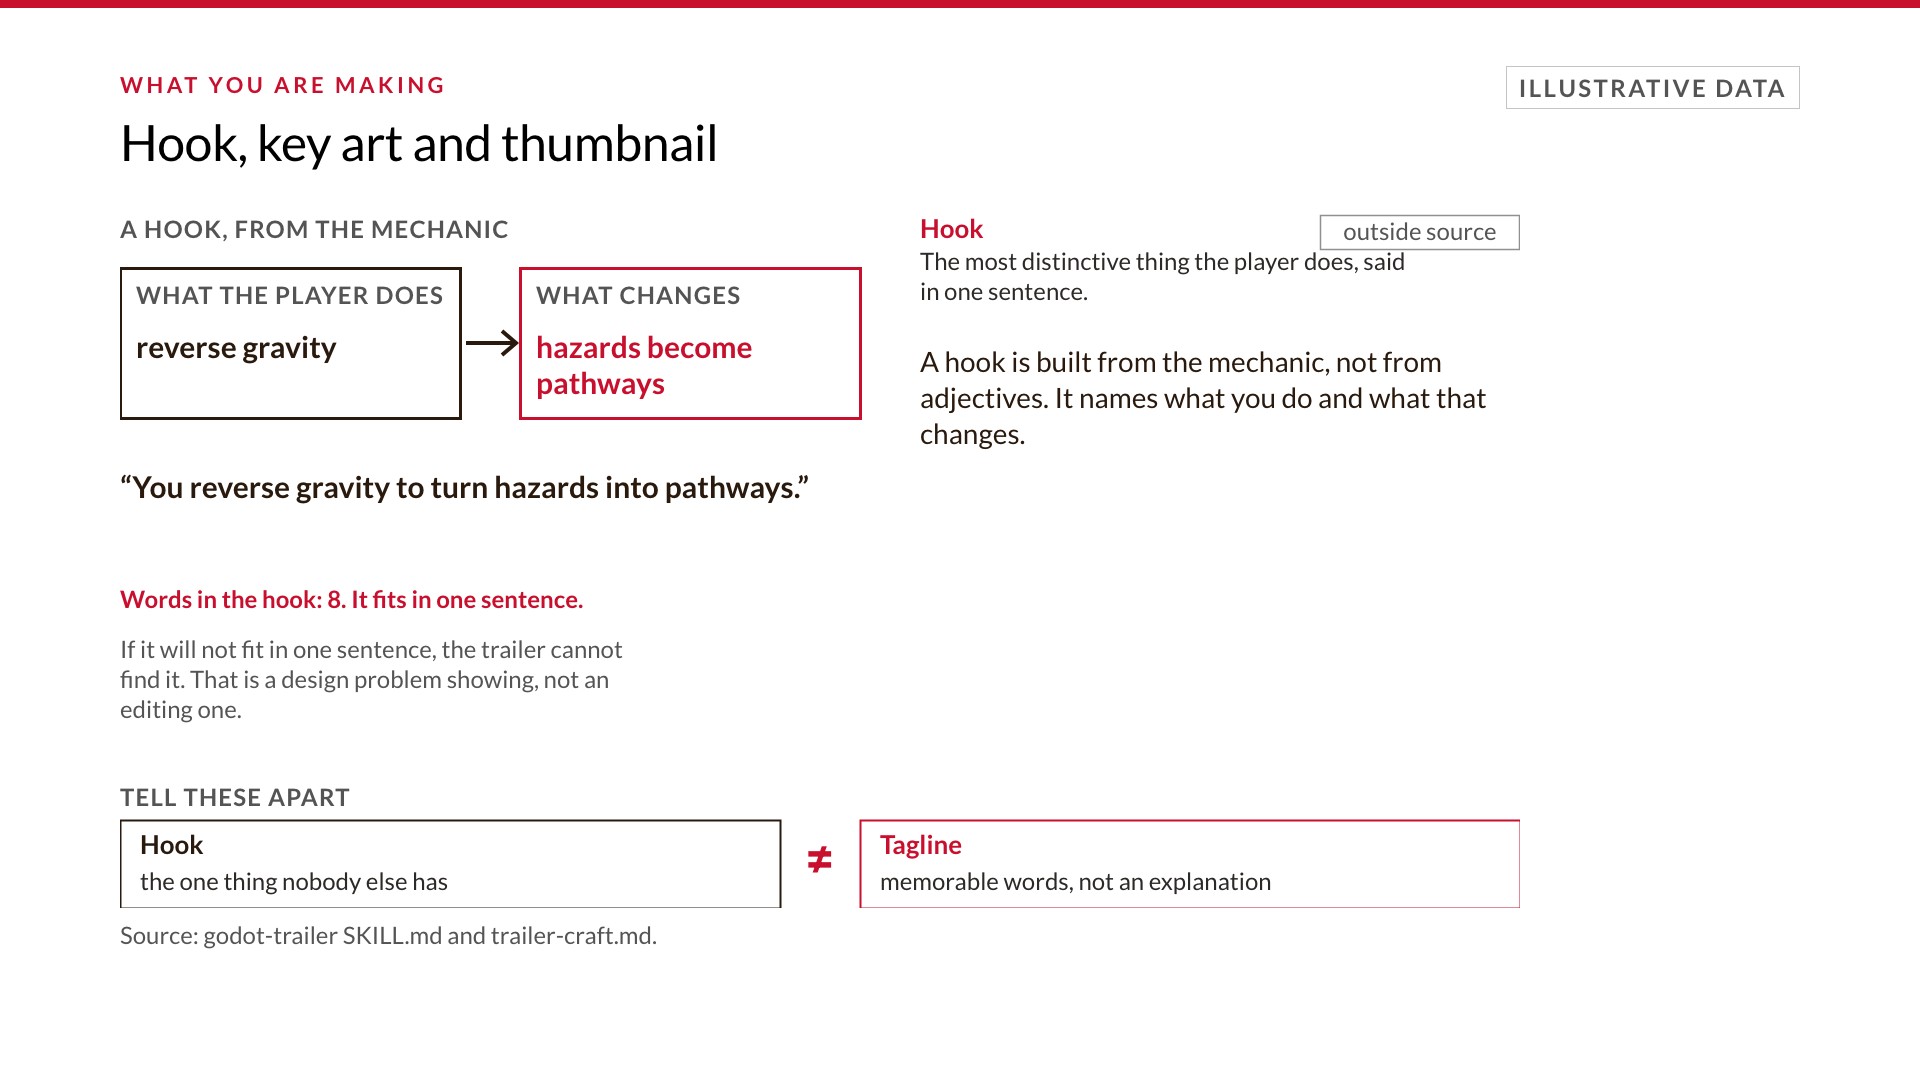 WHAT YOU ARE MAKING
ILLUSTRATIVE DATA
Hook, key art and thumbnail
A HOOK, FROM THE MECHANIC
WHAT THE PLAYER DOES
reverse gravity
WHAT CHANGES
hazards become
pathways
“You reverse gravity to turn hazards into pathways.”
Words in the hook: 8. It fits in one sentence.
If it will not fit in one sentence, the trailer cannot
find it. That is a design problem showing, not an
editing one.
Hook
outside source
The most distinctive thing the player does, said
in one sentence.
A hook is built from the mechanic, not from
adjectives. It names what you do and what that
changes.
TELL THESE APART
Hook
the one thing nobody else has
≠
Tagline
memorable words, not an explanation
Source: godot-trailer SKILL.md and trailer-craft.md.